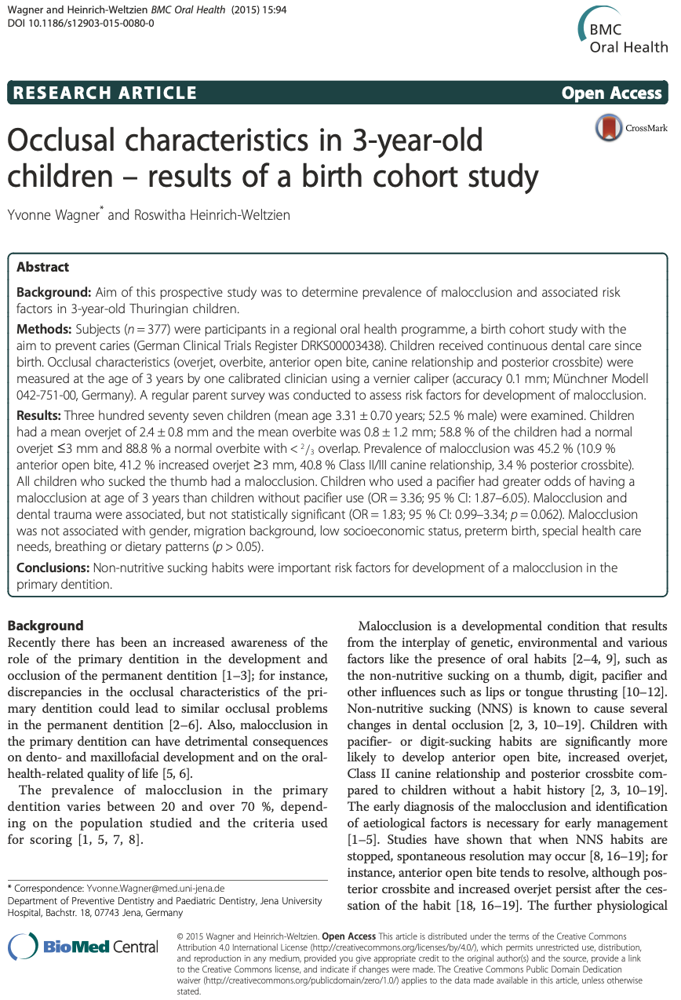 Wagner and Heinrich-Weltzien BMC Oral Health (2015) 15:94
DOI 10.1186/s12903-015-0080-0
BMC
Oral Health
RESEARCH ARTICLE
Open Access
CrossMark
Occlusal characteristics in 3-year-old
children – results of a birth cohort study
Yvonne Wagner* and Roswitha Heinrich-Weltzien
Abstract
Background: Aim of this prospective study was to determine prevalence of malocclusion and associated risk
factors in 3-year-old Thuringian children.
Methods: Subjects (n = 377) were participants in a regional oral health programme, a birth cohort study with the
aim to prevent caries (German Clinical Trials Register DRKS00003438). Children received continuous dental care since
birth. Occlusal characteristics (overjet, overbite, anterior open bite, canine relationship and posterior crossbite) were
measured at the age of 3 years by one calibrated clinician using a vernier caliper (accuracy 0.1 mm; Münchner Modell
042-751-00, Germany). A regular parent survey was conducted to assess risk factors for development of malocclusion.
Results: Three hundred seventy seven children (mean age 3.31 ± 0.70 years; 52.5 % male) were examined. Children
had a mean overjet of 2.4 ± 0.8 mm and the mean overbite was 0.8 ± 1.2 mm; 58.8 % of the children had a normal
overjet ≤3 mm and 88.8 % a normal overbite with < 2/3 overlap. Prevalence of malocclusion was 45.2 % (10.9 %
anterior open bite, 41.2 % increased overjet ≥3 mm, 40.8 % Class II/III canine relationship, 3.4 % posterior crossbite).
All children who sucked the thumb had a malocclusion. Children who used a pacifier had greater odds of having a
malocclusion at age of 3 years than children without pacifier use (OR = 3.36; 95 % CI: 1.87–6.05). Malocclusion and
dental trauma were associated, but not statistically significant (OR = 1.83; 95 % CI: 0.99–3.34; p = 0.062). Malocclusion
was not associated with gender, migration background, low socioeconomic status, preterm birth, special health care
needs, breathing or dietary patterns (p > 0.05).
Conclusions: Non-nutritive sucking habits were important risk factors for development of a malocclusion in the
primary dentition.
Background
Recently there has been an increased awareness of the
role of the primary dentition in the development and
occlusion of the permanent dentition [1–3]; for instance,
discrepancies in the occlusal characteristics of the pri-
mary dentition could lead to similar occlusal problems
in the permanent dentition [2–6]. Also, malocclusion in
the primary dentition can have detrimental consequences
on dento- and maxillofacial development and on the oral-
health-related quality of life [5, 6].
The prevalence of malocclusion in the primary
dentition varies between 20 and over 70 %, depend-
ing on the population studied and the criteria used
for scoring [1, 5, 7, 8].
Malocclusion is a developmental condition that results
from the interplay of genetic, environmental and various
factors like the presence of oral habits [2–4, 9], such as
the non-nutritive sucking on a thumb, digit, pacifier and
other influences such as lips or tongue thrusting [10–12].
Non-nutritive sucking (NNS) is known to cause several
changes in dental occlusion [2, 3, 10–19]. Children with
pacifier- or digit-sucking habits are significantly more
likely to develop anterior open bite, increased overjet,
Class II canine relationship and posterior crossbite com-
pared to children without a habit history [2, 3, 10–19].
The early diagnosis of the malocclusion and identification
of aetiological factors is necessary for early management
[1–5]. Studies have shown that when NNS habits are
stopped, spontaneous resolution may occur [8, 16–19]; for
instance, anterior open bite tends to resolve, although pos-
terior crossbite and increased overjet persist after the ces-
sation of the habit [18, 16–19]. The further physiological
* Correspondence: Yvonne.Wagner@med.uni-jena.de
Department of Preventive Dentistry and Paediatric Dentistry, Jena University
Hospital, Bachstr. 18, 07743 Jena, Germany
BioMed Central
© 2015 Wagner and Heinrich-Weltzien. Open Access This article is distributed under the terms of the Creative Commons
Attribution 4.0 International License (http://creativecommons.org/licenses/by/4.0/), which permits unrestricted use, distribution,
and reproduction in any medium, provided you give appropriate credit to the original author(s) and the source, provide a link
to the Creative Commons license, and indicate if changes were made. The Creative Commons Public Domain Dedication
waiver (http://creativecommons.org/publicdomain/zero/1.0/) applies to the data made available in this article, unless otherwise
stated.